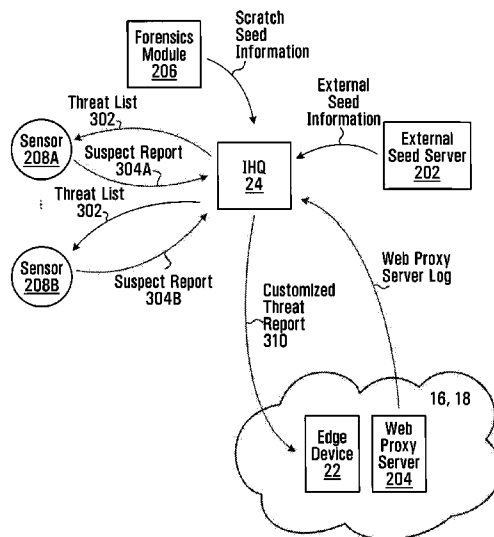 Forensics
Module
206
Scratch
Seed
Information
Threat List
302
Sensor
208A
Suspect Report
304A
Threat List
302
Sensor
208B
Suspect Report
304B
IHQ
24
External
Seed
Information
External
Seed Server
202
Web Proxy
Server Log
Customized
Threat
Report
310
16, 18
Edge
Device
22
Web
Proxy
Server
204